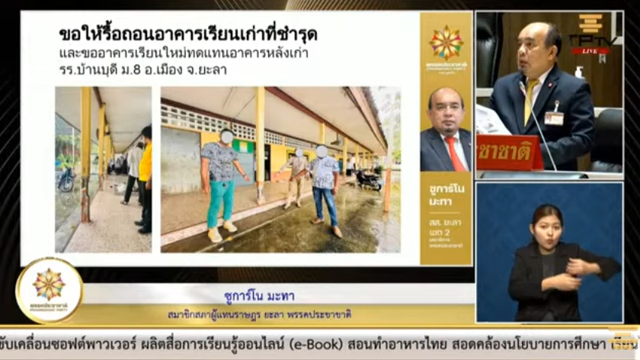 ขอให้รื้อถอนอาคารเรียนเก่าที่ชำรุด
และขออาคารเรียนใหม่ทดแทนอาคารหลังเก่า
รร.บ้านบุดี ม.8 อ.เมือง จ.ยะลา
TPTV
LIVE
ะชาชาติ
ซูการ์โน
มะทา
สส. ยะลา
เขต 2
ซูการ์โน มะทา
สมาชิกสภาผู้แทนราษฎร ยะลา พรรคประชาชาติ
ขับเคลื่อนซอฟต์พาวเวอร์ ผลิตสื่อการเรียนรู้ออนไลน์ (e-Book) สอนทำอาหารไทย สอดคล้องนโยบายการศึกษา เรียน